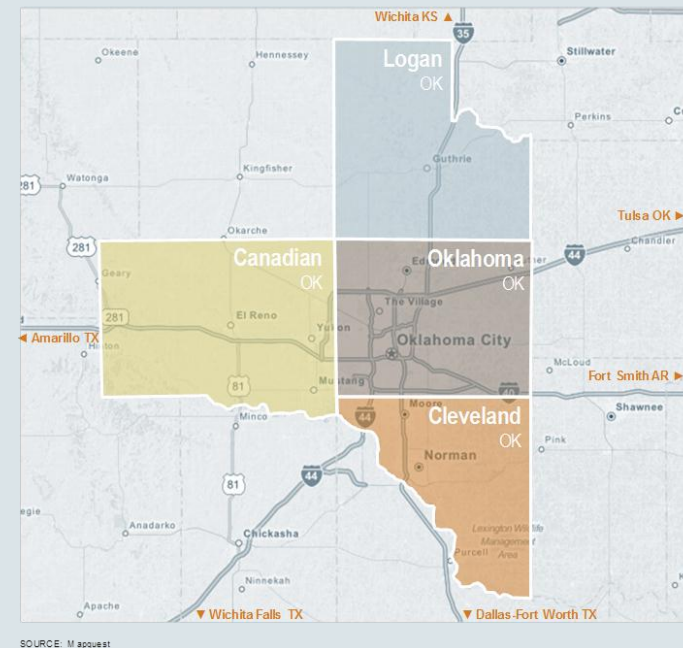 Wichita KS ▲
35
Okeene
Hennessey
Logan
OK
Stillwater
Perkins
Guthrie
Kingfisher
281
Watonga
Tulsa OK ►
Okarche
281
Canadian
OK
Oklahoma
OK
44
Chandler
Geary
The Village
281
El Reno
Yukon
Oklahoma City
◄ Amarillo TX
McLoud
Fort Smith AR ►
81
Mustang
40
Moore
Cleveland
OK
44
Shawnee
Minco
Pink
Norman
44
81
Anadarko
Chickasha
Lexington Wildlife
Management
Area
Purcell
Ninnekah
Apache
▼ Wichita Falls TX
▼ Dallas-Fort Worth TX
SOURCE: Mapquest